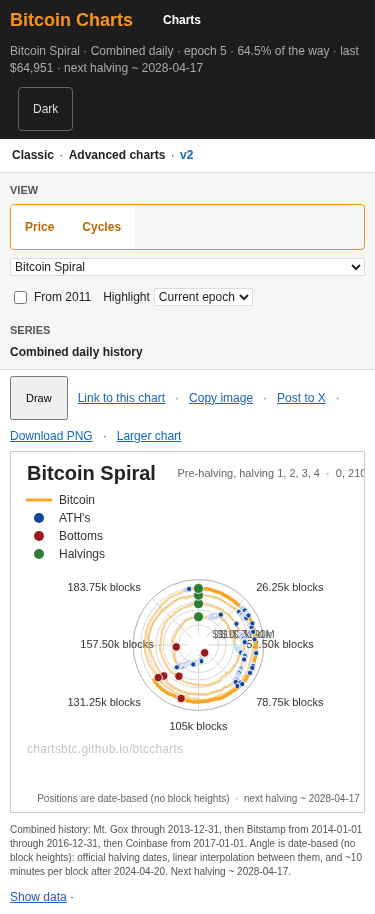 Bitcoin Charts Charts
Bitcoin Spiral · Combined daily · epoch 5 · 64.5% of the way · last
$64,951 · next halving ~ 2028-04-17
Dark
Classic · Advanced charts · v2
VIEW
Price Cycles
Bitcoin Spiral
From 2011 Highlight Current epoch
SERIES
Combined daily history
Draw Link to this chart · Copy image · Post to X ·
Download PNG · Larger chart
Bitcoin Spiral Pre-halving, halving 1, 2, 3, 4 · 0, 210
Bitcoin
ATH's
Bottoms
Halvings
183.75k blocks 26.25k blocks
157.50k blocks 52.50k blocks
131.25k blocks 78.75k blocks
105k blocks
chartsbtc.github.io/btccharts
Positions are date-based (no block heights) · next halving ~ 2028-04-17
Combined history: Mt. Gox through 2013-12-31, then Bitstamp from 2014-01-01
through 2016-12-31, then Coinbase from 2017-01-01. Angle is date-based (no
block heights): official halving dates, linear interpolation between them, and ~10
minutes per block after 2024-04-20. Next halving ~ 2028-04-17.
Show data ·